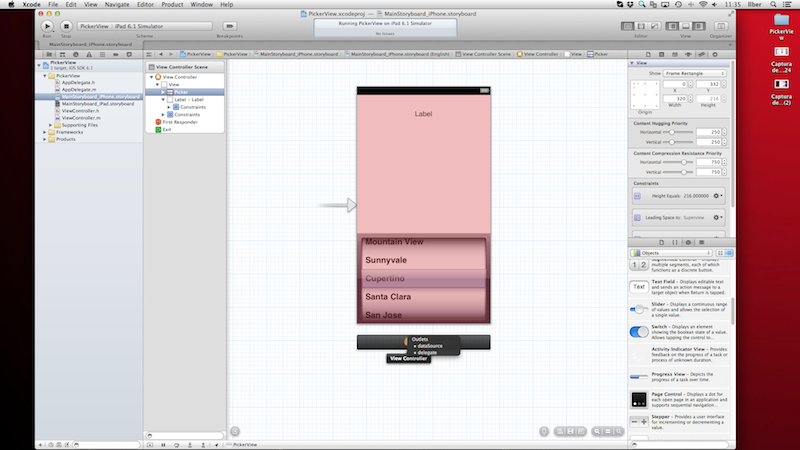 Xcode File Edit View Navigate Editor Product Window Help
11:35 Ilber
PickerView.xcodeproj — MainStoryboard_iPhone.storyboard
PickerView iPad 6.1 Simulator
Running PickerView on iPad 6.1 Simulator
No Issues
Run Stop Scheme Breakpoints Editor View Organizer
MainStoryboard_iPhone.storyboard
PickerView PickerView MainStoryboard_iPhone.storyboard MainStoryboard_iPhone.storyboard (English) View Controller Scene View Controller View Picker
PickerView
1 target, iOS SDK 6.1
PickerView
AppDelegate.h
AppDelegate.m
MainStoryboard_iPhone.storyboard
MainStoryboard_iPad.storyboard
ViewController.h
ViewController.m
Supporting Files
Frameworks
Products
View Controller Scene
View Controller
View
Picker
Label - Label
Constraints
Constraints
First Responder
Exit
Label
Mountain View
Sunnyvale
Cupertino
Santa Clara
San Jose
Outlets
dataSource
delegate
View Controller
PickerView
View
Show Frame Rectangle
0 332
X Y
320 216
Origin Width Height
Content Hugging Priority
Horizontal 250
Vertical 250
Content Compression Resistance Priority
Horizontal 750
Vertical 750
Constraints
Height Equals: 216.000000
Leading Space to: Superview
Objects
1 2
multiple segments, each of which
functions as a discrete button.
Text
Text Field - Displays editable text
and sends an action message to a
target object when Return is tapped.
Slider - Displays a continuous range
of values and allows the selection of
a single value.
Switch - Displays an element
showing the boolean state of a value.
Allows tapping the control to...
Activity Indicator View - Provides
feedback on the progress of a task or
process of unknown duration.
Progress View - Depicts the
progress of a task over time.
Page Control - Displays a dot for
each open page in an application and
supports sequential navigation...
Stepper - Provides a user interface
for incrementing or decrementing a
value.
PickerView
w
Captura
de...24)
Captura
de...(2)